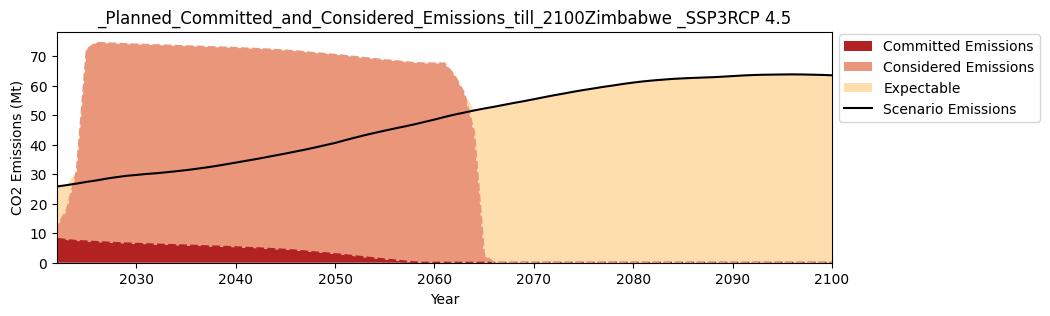 _Planned_Committed_and_Considered_Emissions_till_2100Zimbabwe _SSP3RCP 4.5
CO2 Emissions (Mt)
70
60
50
40
30
20
10
0
2030 2040 2050 2060 2070 2080 2090 2100
Year
Committed Emissions
Considered Emissions
Expectable
Scenario Emissions